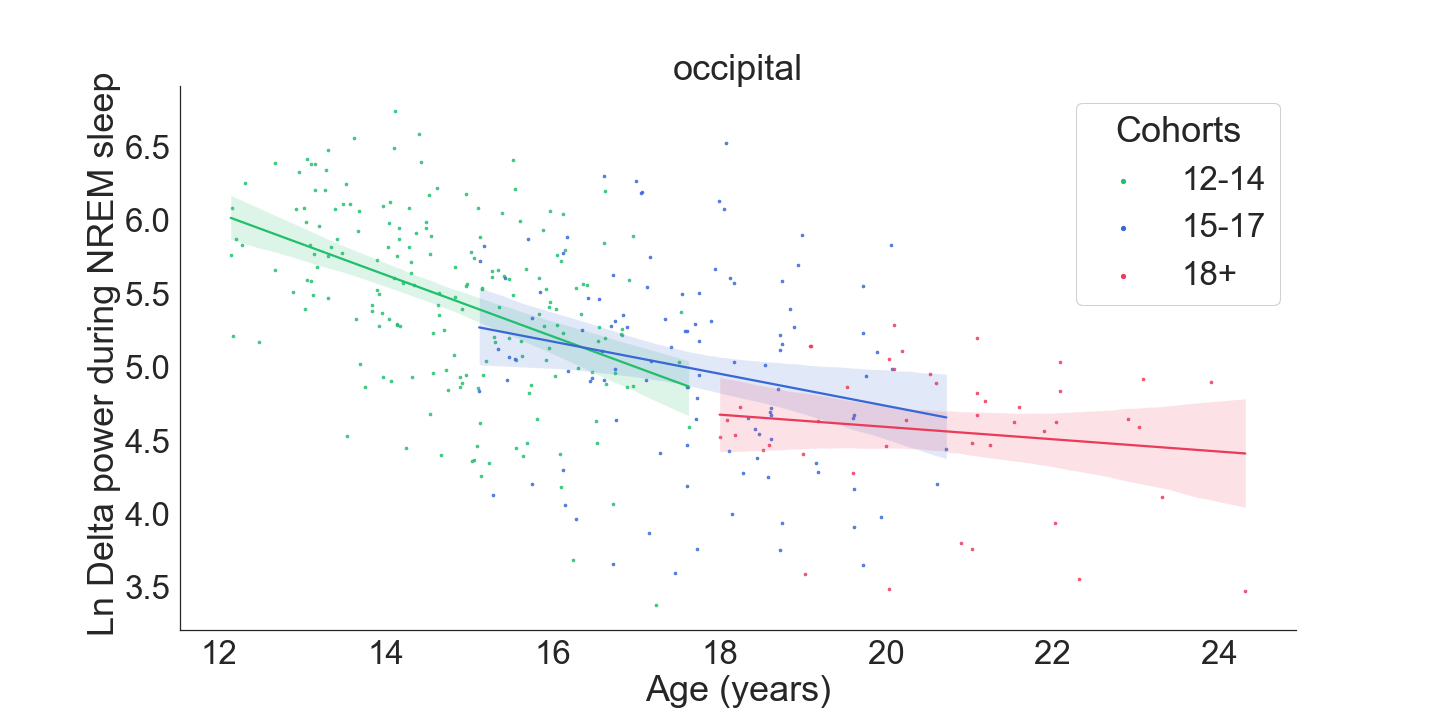 occipital
Ln Delta power during NREM sleep
6.5
6.0
5.5
5.0
4.5
4.0
3.5
Cohorts
12-14
15-17
18+
12 14 16 18 20 22 24
Age (years)